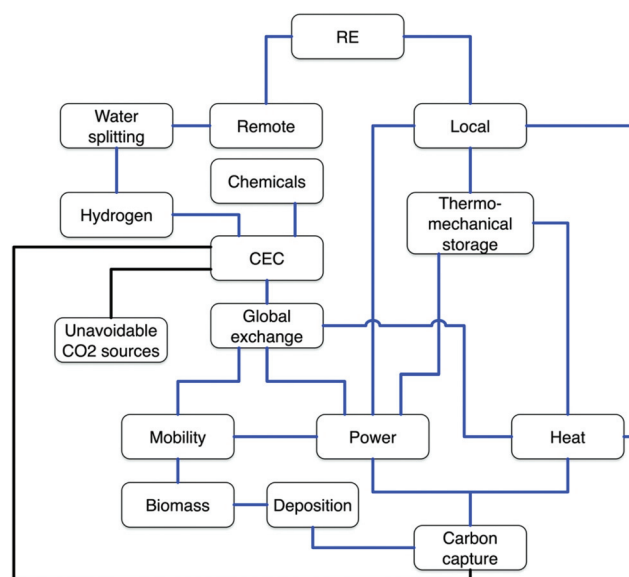 RE
Water
splitting
Remote
Local
Chemicals
Hydrogen
Thermo-
mechanical
storage
CEC
Unavoidable
CO2 sources
Global
exchange
Mobility
Power
Heat
Biomass
Deposition
Carbon
capture